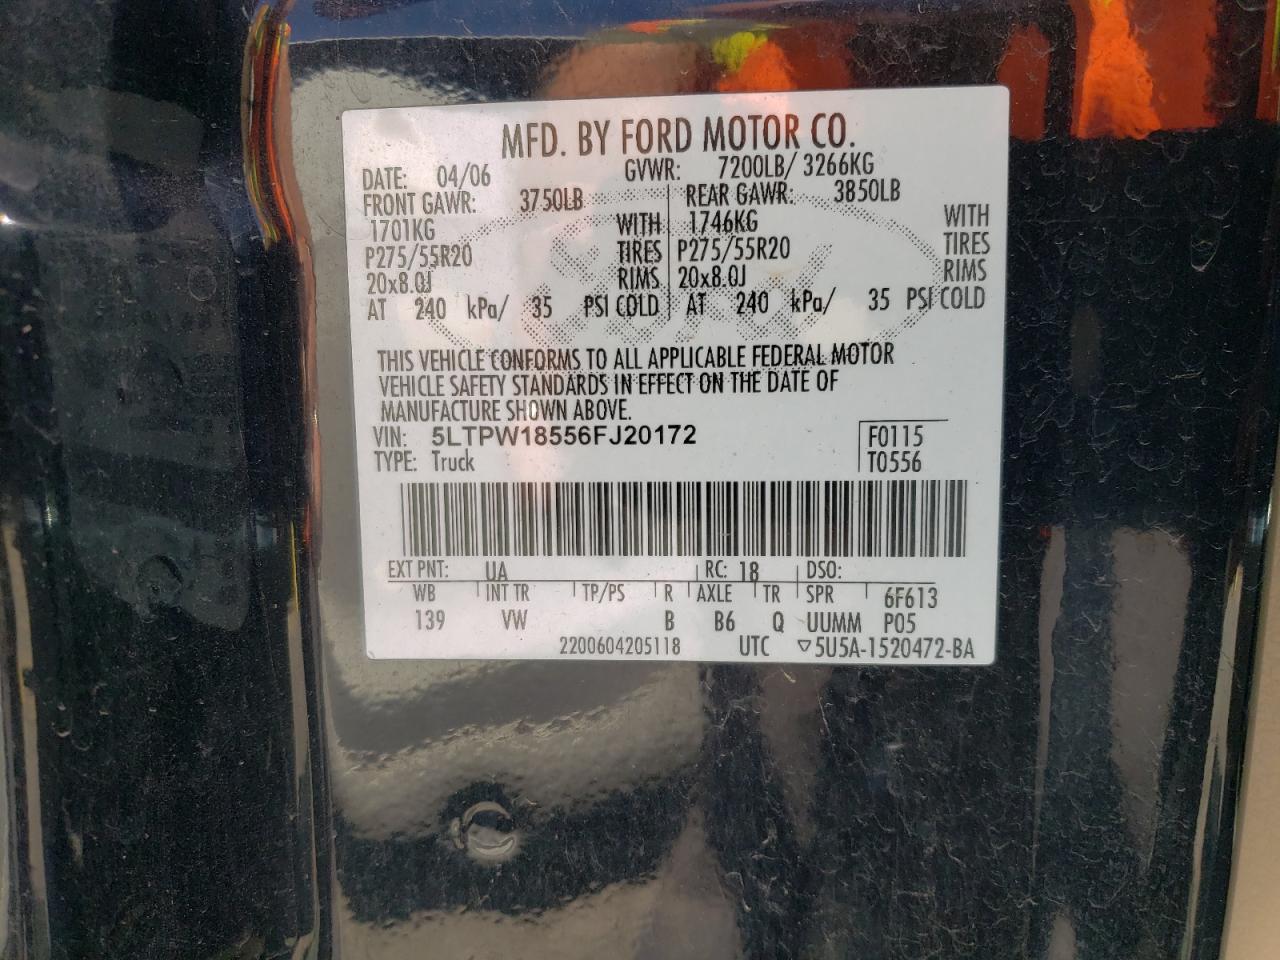 MFD. BY FORD MOTOR CO.
DATE: 04/06 GVWR: 7200LB/ 3266KG
FRONT GAWR: 3750LB REAR GAWR: 3850LB
1701KG WITH 1746KG WITH
P275/55R20 TIRES P275/55R20 TIRES
20x8.0J RIMS 20x8.0J RIMS
AT 240 kPa/ 35 PSI COLD AT 240 kPa/ 35 PSI COLD
THIS VEHICLE CONFORMS TO ALL APPLICABLE FEDERAL MOTOR
VEHICLE SAFETY STANDARDS IN EFFECT ON THE DATE OF
MANUFACTURE SHOWN ABOVE.
VIN: 5LTPW18556FJ20172 F0115
TYPE: Truck T0556
EXT PNT: UA RC: 18 DSO:
WB INT TR TP/PS R AXLE TR SPR 6F613
139 VW B B6 Q UUMM P05
2200604205118 UTC ▽5U5A-1520472-BA